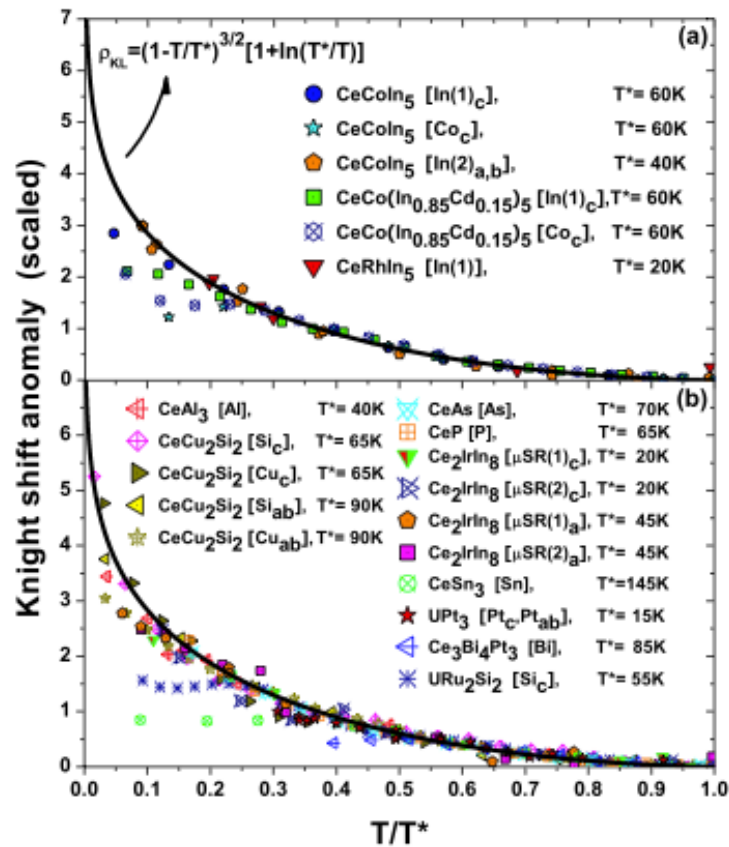 7
6
5
4
3
2
1
0
Knight shift anomaly (scaled)
(a)
ρKL=(1-T/T*)^3/2[1+ln(T*/T)]
CeCoIn5 [In(1)c], T*= 60K
CeCoIn5 [Coc], T*= 60K
CeCoIn5 [In(2)a,b], T*= 40K
CeCo(In0.85Cd0.15)5 [In(1)c],T*= 60K
CeCo(In0.85Cd0.15)5 [Coc], T*= 60K
CeRhIn5 [In(1)], T*= 20K
(b)
6
5
4
3
2
1
0
CeAl3 [Al], T*= 40K
CeCu2Si2 [Sic], T*= 65K
CeCu2Si2 [Cuc], T*= 65K
CeCu2Si2 [Siab], T*= 90K
CeCu2Si2 [Cuab], T*= 90K
CeAs [As], T*= 70K
CeP [P], T*= 65K
Ce2IrIn8 [μSR(1)c], T*= 20K
Ce2IrIn8 [μSR(2)c], T*= 20K
Ce2IrIn8 [μSR(1)a], T*= 45K
Ce2IrIn8 [μSR(2)a], T*= 45K
CeSn3 [Sn], T*=145K
UPt3 [Ptc,Ptab], T*= 15K
Ce3Bi4Pt3 [Bi], T*= 85K
URu2Si2 [Sic], T*= 55K
0.0 0.1 0.2 0.3 0.4 0.5 0.6 0.7 0.8 0.9 1.0
T/T*